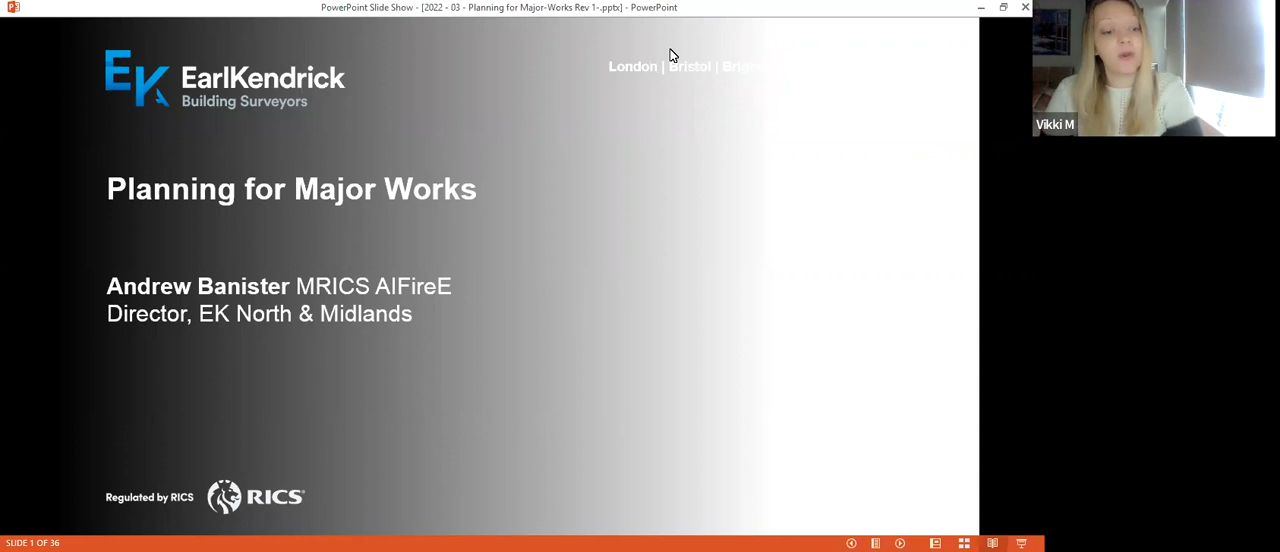 PowerPoint Slide Show - [2022 - 03 - Planning for Major-Works Rev 1-.pptx] - PowerPoint
EK EarlKendrick
Building Surveyors
London | Bristol |
Vikki M
Planning for Major Works
Andrew Banister MRICS AIFireE
Director, EK North & Midlands
Regulated by RICS
RICS
SLIDE 1 OF 36